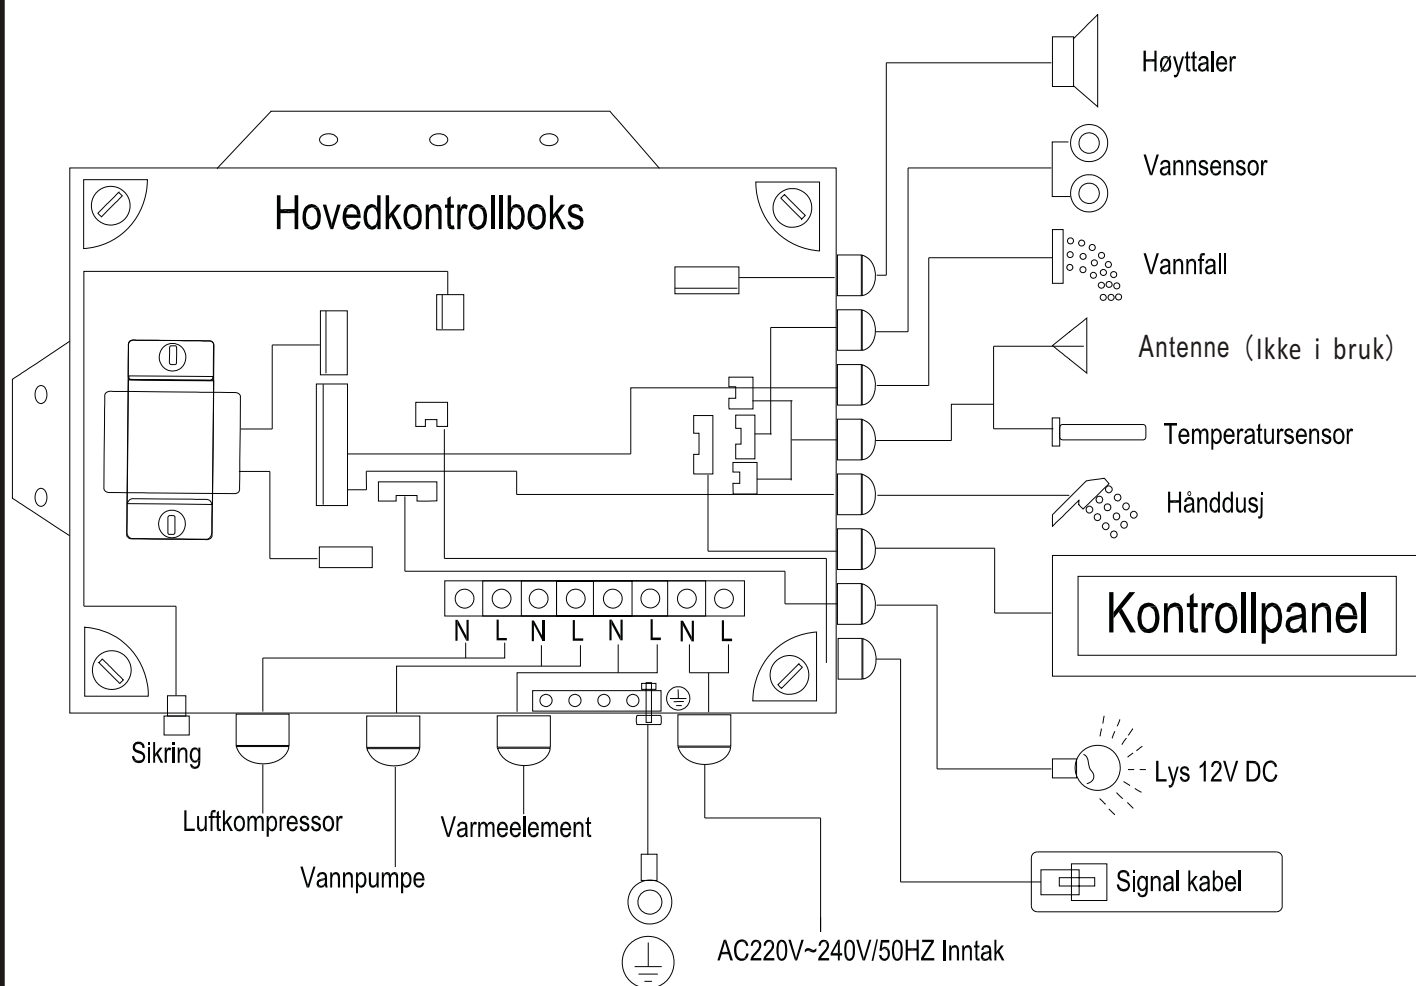 Høyttaler
Vannsensor
Hovedkontrollboks
Vannfall
Antenne (Ikke i bruk)
Temperatursensor
Hånddusj
Kontrollpanel
N L N L N L N L
Sikring
Lys 12V DC
Luftkompressor
Varmeelement
Vannpumpe
Signal kabel
AC220V~240V/50HZ Inntak